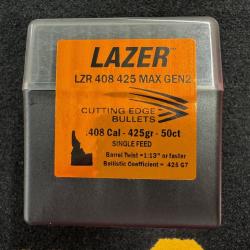 LAZER™
LZR 408 425 MAX GEN2
CUTTING EDGE
BULLETS
.408 Cal - 425gr - 50ct
SINGLE FEED
Barrel Twist =1:13" or faster
Ballistic Coefficient = .425 G7